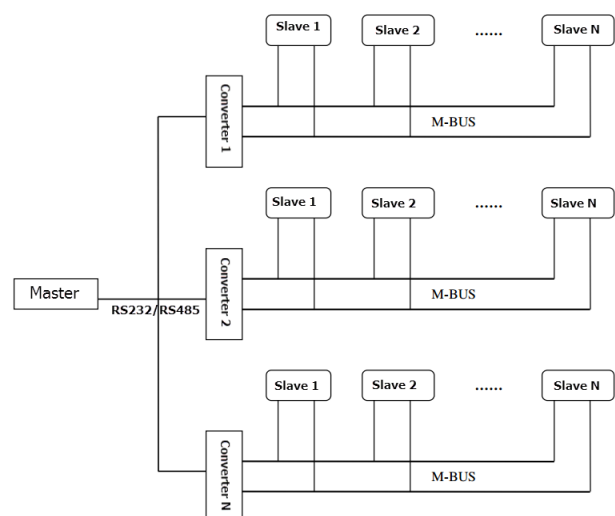 Slave 1
Slave 2
......
Slave N
Converter 1
M-BUS
Slave 1
Slave 2
......
Slave N
Master
RS232/RS485
Converter 2
M-BUS
Slave 1
Slave 2
......
Slave N
Converter N
M-BUS